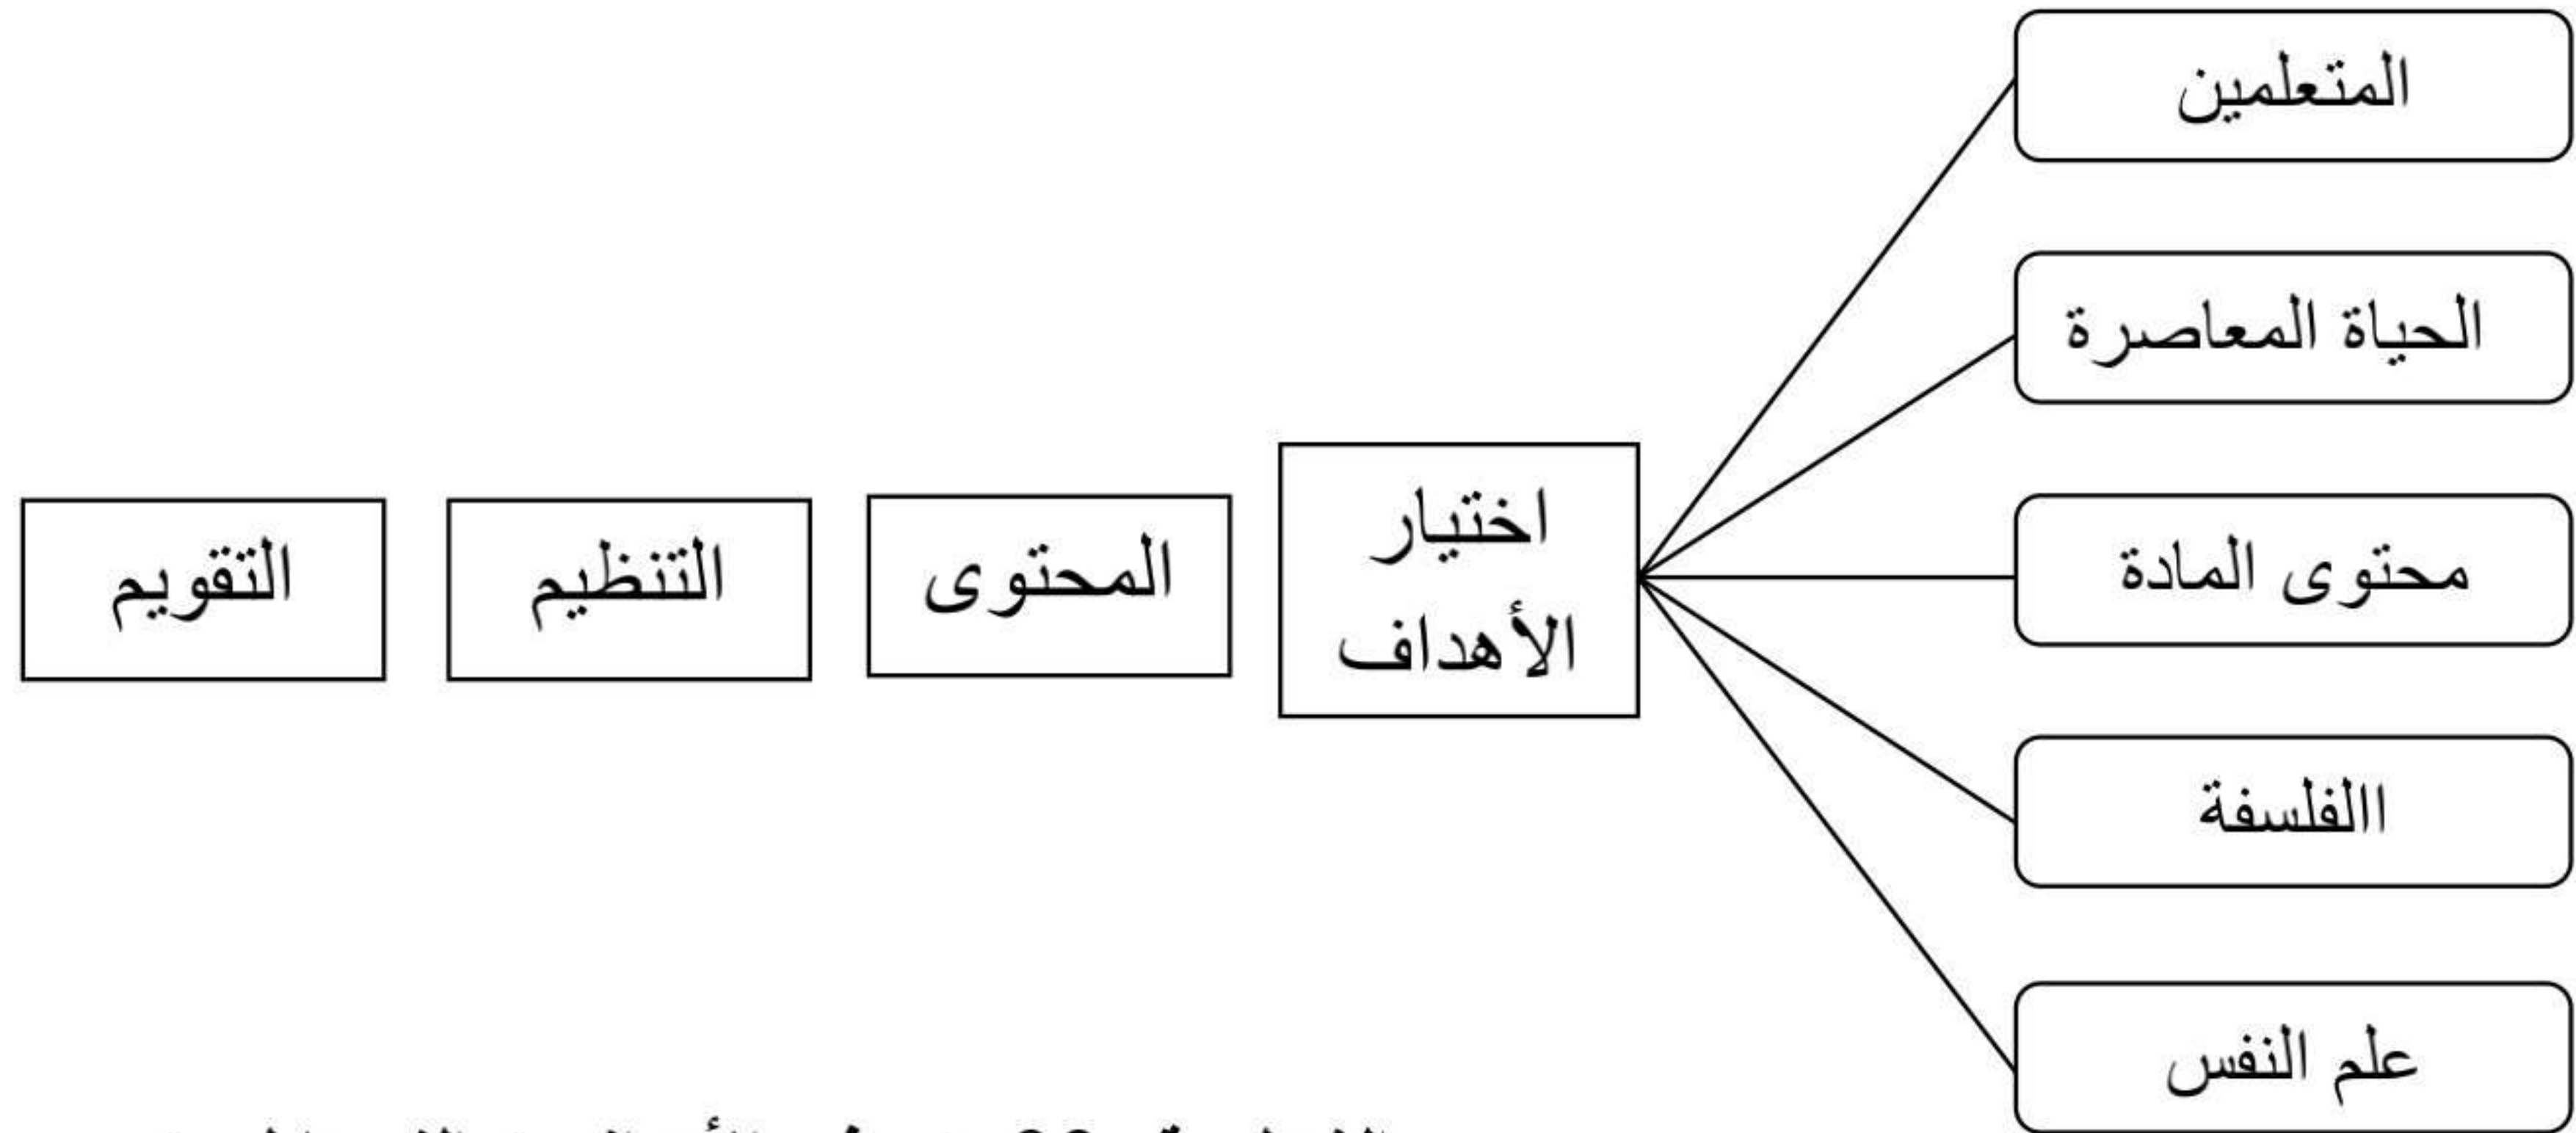 المتعلمين
الحياة المعاصرة
محتوى المادة
االفلسفة
علم النفس
اختيار
الأهداف
المحتوى
التنظيم
التقويم